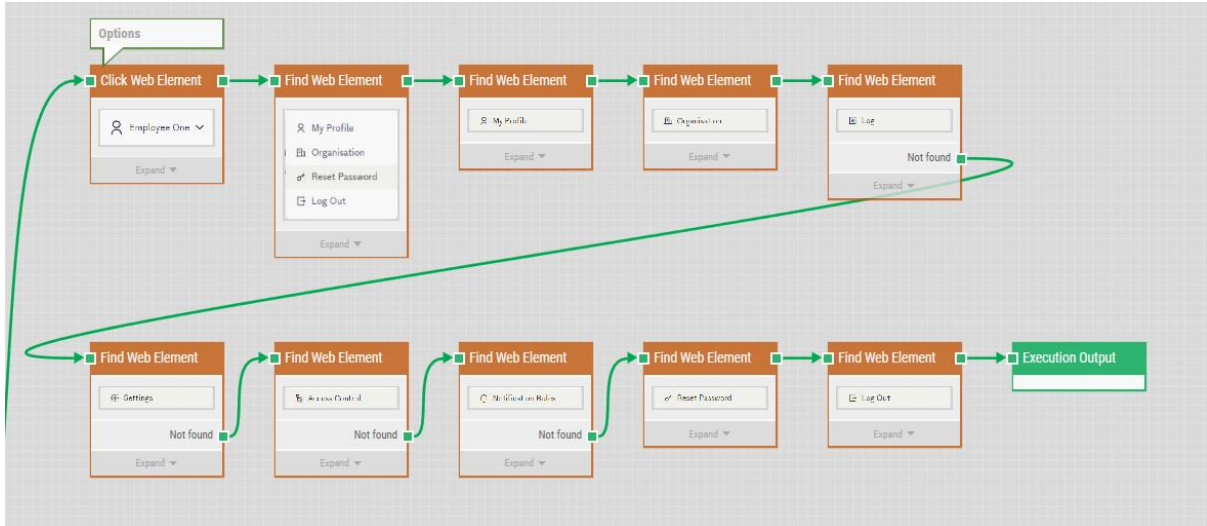 Options
Click Web Element
Find Web Element
Find Web Element
Find Web Element
Find Web Element
Employee One
Expand
My Profile
Organisation
Reset Password
Log Out
Expand
My Profile
Expand
Organisation
Expand
Log
Not found
Expand
Find Web Element
Find Web Element
Find Web Element
Find Web Element
Find Web Element
Execution Output
Settings
Not found
Expand
Access Control
Not found
Expand
Notification Rules
Not found
Expand
Reset Password
Expand
Log Out
Expand